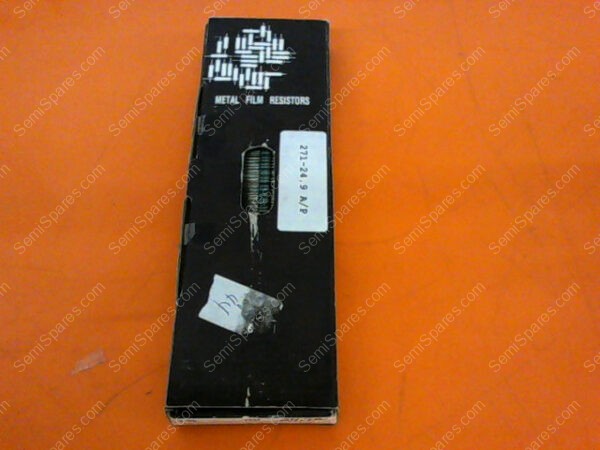 METAL FILM RESISTORS
271-24.9 A/P
SemiSpares.com